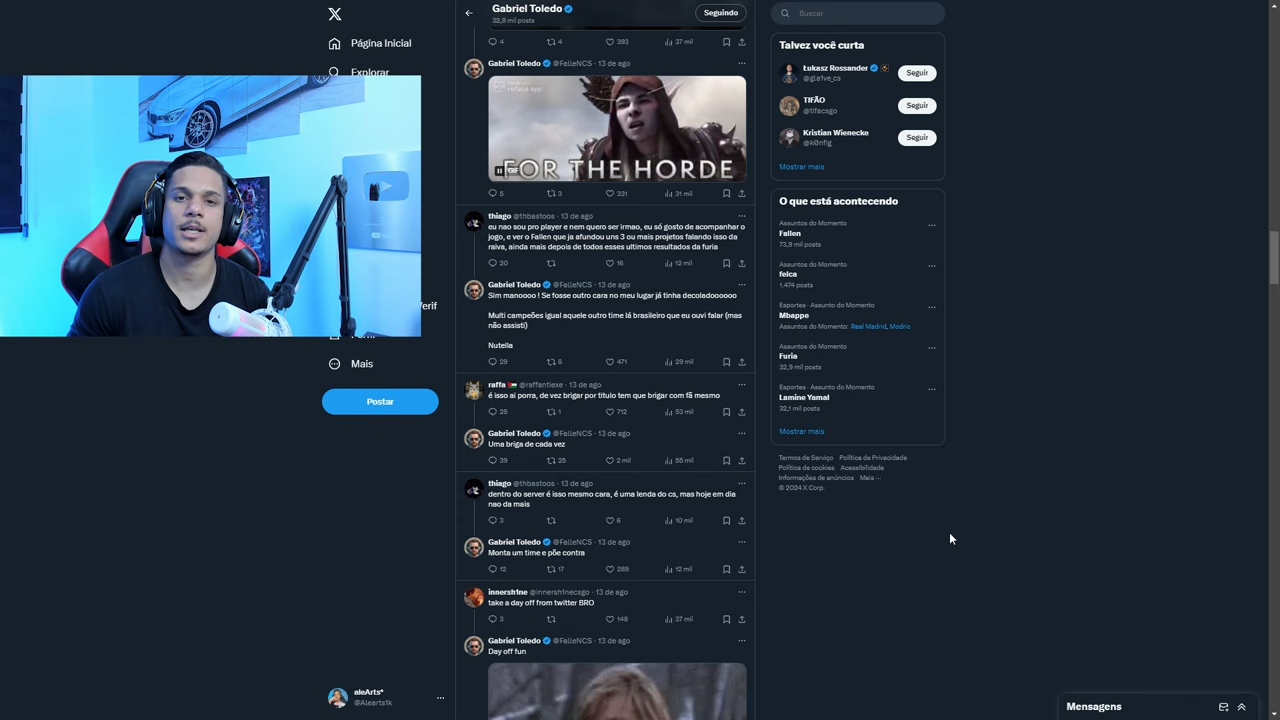 Página Inicial
Explorar
Verif
Mais
Postar
aleArts*
@Alearts1k
Gabriel Toledo
32,8 mil posts
Seguindo
4 4 393 37 mil
Gabriel Toledo @FalleNCS · 13 de ago
reface app
FOR THE HORDE
GIF
5 3 331 31 mil
thiago @thbastoos · 13 de ago
eu nao sou pro player e nem quero ser irmao, eu só gosto de acompanhar o
jogo, e ver o Fallen que ja afundou uns 3 ou mais projetos falando isso da
raiva, ainda mais depois de todos esses ultimos resultados da furia
20 16 12 mil
Gabriel Toledo @FalleNCS · 13 de ago
Sim manoooo ! Se fosse outro cara no meu lugar já tinha decoladoooooo
Multi campeões igual aquele outro time lá brasileiro que eu ouvi falar (mas
não assisti)
Nutella
29 8 471 29 mil
raffa @raffantiexe · 13 de ago
é isso ai porra, de vez brigar por titulo tem que brigar com fã mesmo
25 1 712 53 mil
Gabriel Toledo @FalleNCS · 13 de ago
Uma briga de cada vez
39 25 2 mil 55 mil
thiago @thbastoos · 13 de ago
dentro do server é isso mesmo cara, é uma lenda do cs, mas hoje em dia
nao da mais
3 6 10 mil
Gabriel Toledo @FalleNCS · 13 de ago
Monta um time e põe contra
12 17 289 12 mil
innersh1ne @innersh1necsgo · 13 de ago
take a day off from twitter BRO
3 148 37 mil
Gabriel Toledo @FalleNCS · 13 de ago
Day off fun
Buscar
Talvez você curta
Łukasz Rossander
@gla1ve_cs
Seguir
TIFÃO
@tifacsgo
Seguir
Kristian Wienecke
@k0nfig
Seguir
Mostrar mais
O que está acontecendo
Assuntos do Momento
Fallen
73,9 mil posts
Assuntos do Momento
felca
1.474 posts
Esportes · Assunto do Momento
Mbappe
Assuntos do Momento: Real Madrid, Modric
Assuntos do Momento
Furia
32,9 mil posts
Esportes · Assunto do Momento
Lamine Yamal
32,1 mil posts
Mostrar mais
Termos de Serviço Política de Privacidade
Política de cookies Acessibilidade
Informações de anúncios Mais ···
© 2024 X Corp.
Mensagens